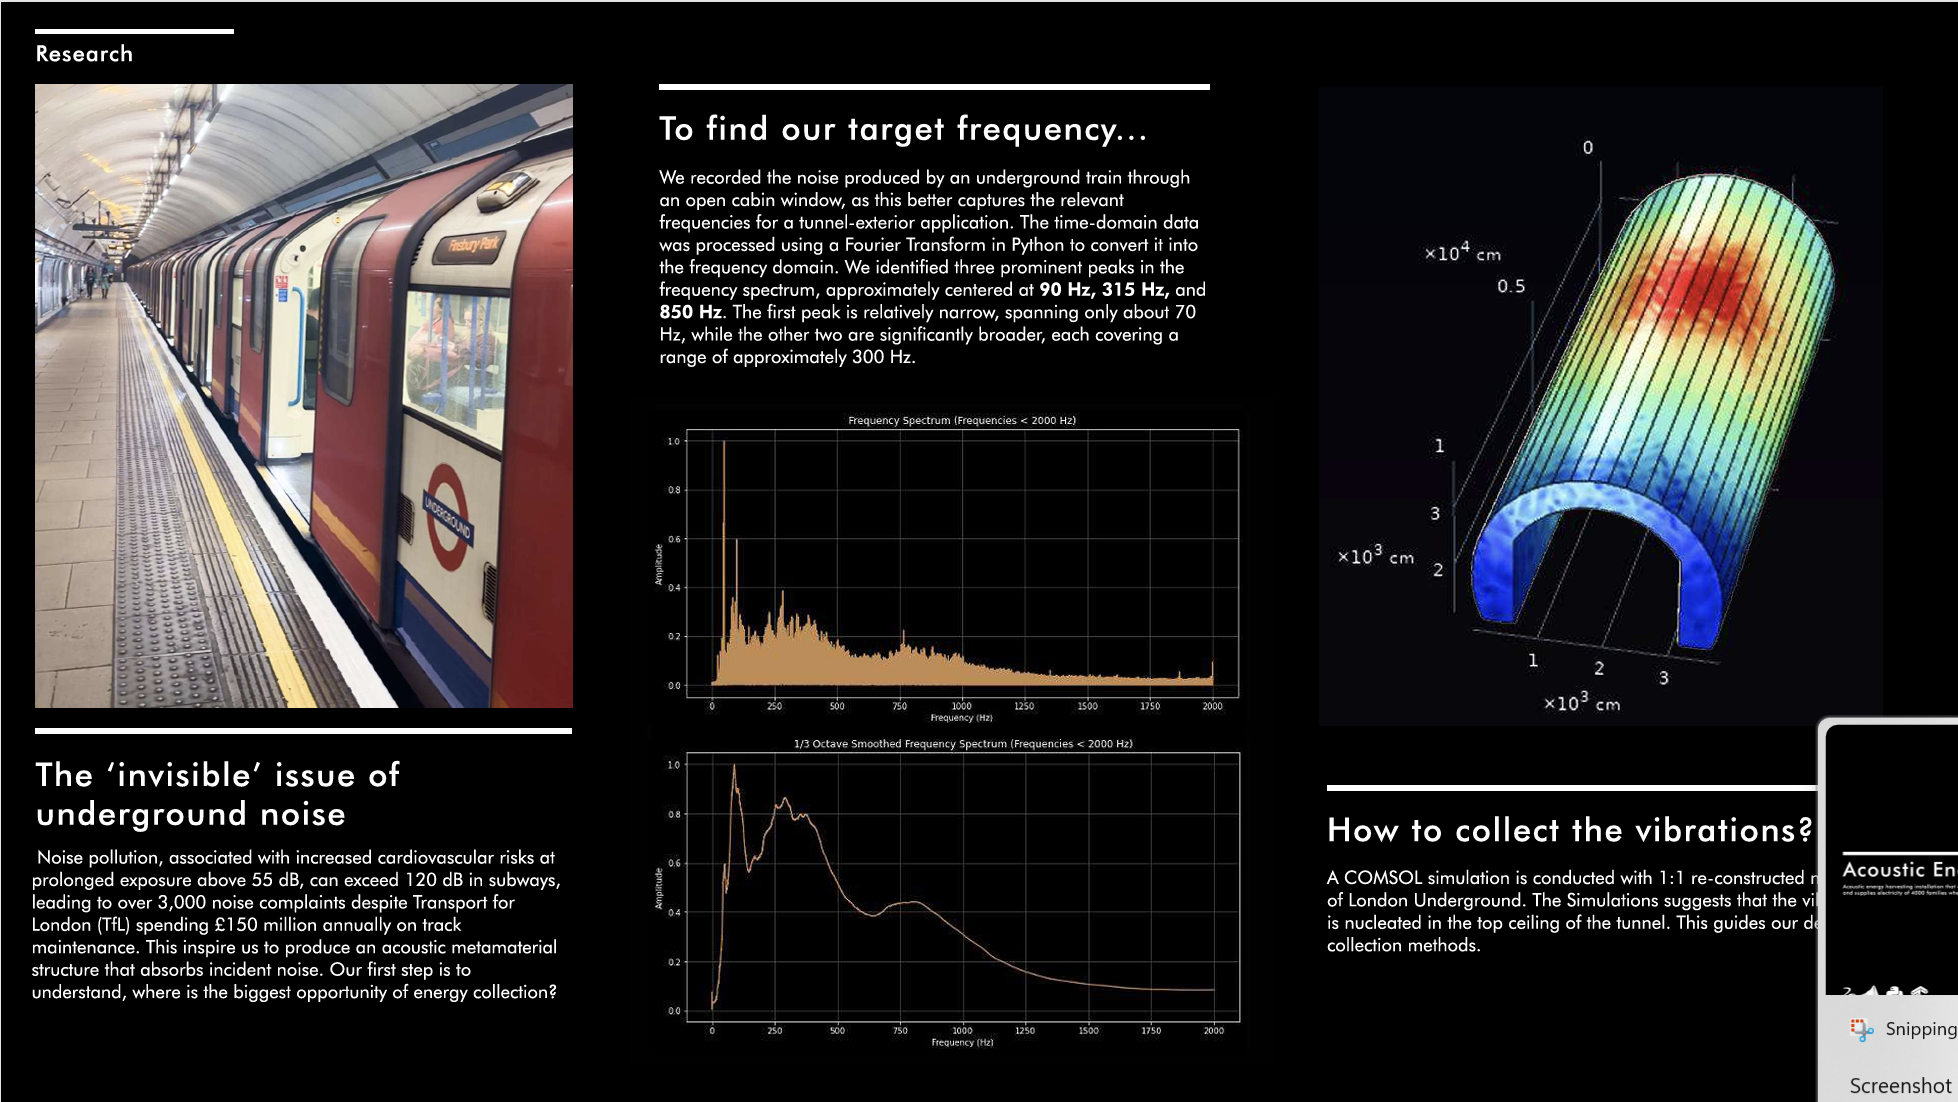 Research
Finsbury Park
UNDERGROUND
The ‘invisible’ issue of
underground noise
Noise pollution, associated with increased cardiovascular risks at
prolonged exposure above 55 dB, can exceed 120 dB in subways,
leading to over 3,000 noise complaints despite Transport for
London (TfL) spending £150 million annually on track
maintenance. This inspire us to produce an acoustic metamaterial
structure that absorbs incident noise. Our first step is to
understand, where is the biggest opportunity of energy collection?
To find our target frequency...
We recorded the noise produced by an underground train through
an open cabin window, as this better captures the relevant
frequencies for a tunnel-exterior application. The time-domain data
was processed using a Fourier Transform in Python to convert it into
the frequency domain. We identified three prominent peaks in the
frequency spectrum, approximately centered at 90 Hz, 315 Hz, and
850 Hz. The first peak is relatively narrow, spanning only about 70
Hz, while the other two are significantly broader, each covering a
range of approximately 300 Hz.
Frequency Spectrum (Frequencies < 2000 Hz)
Amplitude
1.0
0.8
0.6
0.4
0.2
0.0
0 250 500 750 1000 1250 1500 1750 2000
Frequency (Hz)
1/3 Octave Smoothed Frequency Spectrum (Frequencies < 2000 Hz)
Amplitude
1.0
0.8
0.6
0.4
0.2
0.0
0 250 500 750 1000 1250 1500 1750 2000
Frequency (Hz)
0
×10⁴ cm
0.5
1
3
×10³ cm
2
1 2 3
×10³ cm
How to collect the vibrations?
A COMSOL simulation is conducted with 1:1 re-constructed
of London Underground. The Simulations suggests that the
is nucleated in the top ceiling of the tunnel. This guides our
collection methods.
Acoustic En
Acoustic energy harvesting installation that
and supplies electricity of 4000 families
Snipping
Screenshot